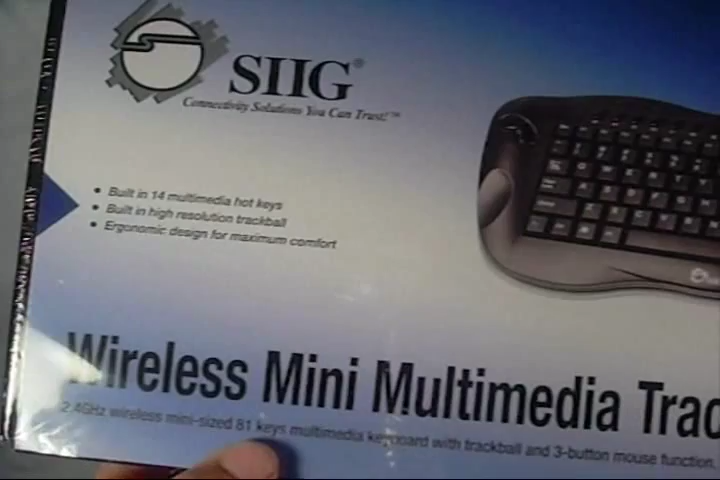 SIIG®
Connectivity Solutions You Can Trust!™
• Built in 14 multimedia hot keys
• Built in high resolution trackball
• Ergonomic design for maximum comfort
Wireless Mini Multimedia Trac
2.4GHz wireless mini-sized 81 keys multimedia keyboard with trackball and 3-button mouse function.